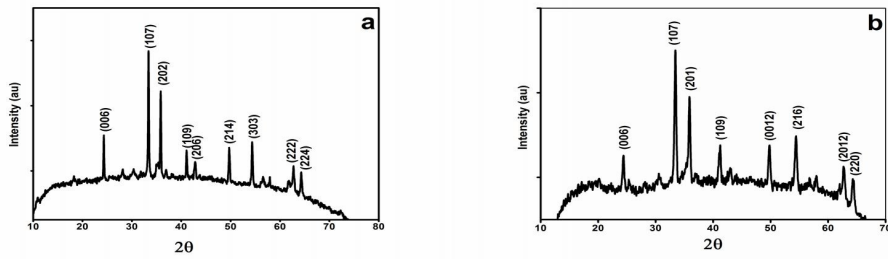 a
Intensity (au)
(006)
(107)
(202)
(109)
(206)
(214)
(303)
(222)
(224)
10 20 30 40 50 60 70 80
2θ
b
Intensity (au)
(006)
(107)
(201)
(109)
(0012)
(216)
(2012)
(220)
10 20 30 40 50 60 70
2θ